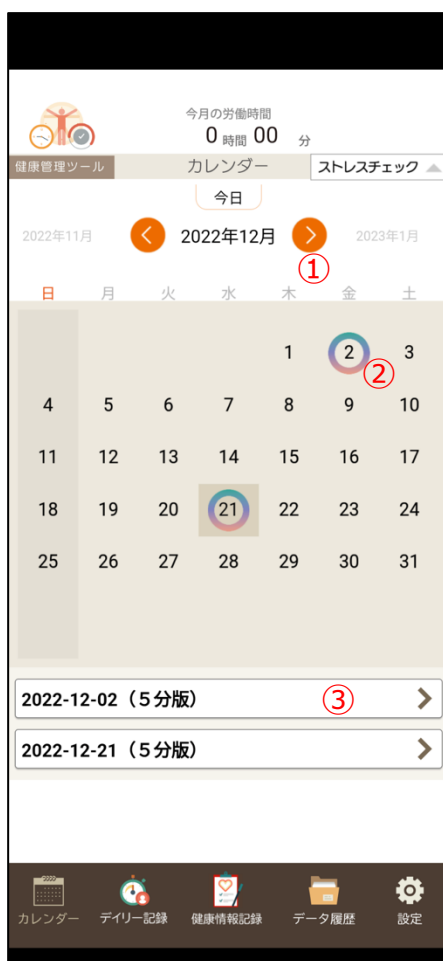 今月の労働時間
0 時間 00 分
健康管理ツール カレンダー ストレスチェック
今日
2022年11月 2022年12月 2023年1月
①
日 月 火 水 木 金 土
1 2 3
②
4 5 6 7 8 9 10
11 12 13 14 15 16 17
18 19 20 21 22 23 24
25 26 27 28 29 30 31
2022-12-02（５分版） ③
2022-12-21（５分版）
カレンダー デイリー記録 健康情報記録 データ履歴 設定